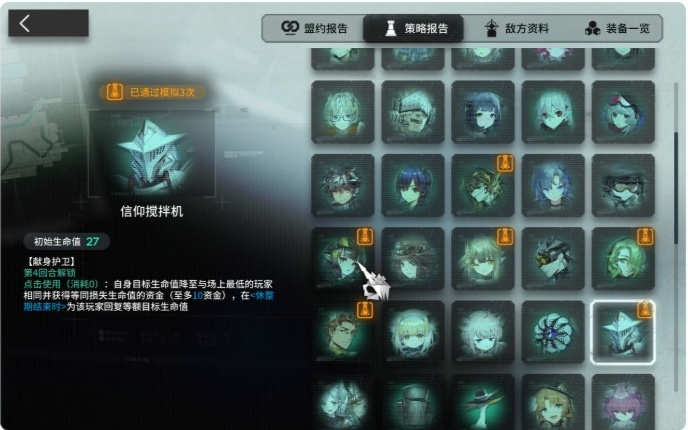 盟约报告
策略报告
敌方资料
装备一览
已通过模拟3次
信仰搅拌机
初始生命值 27
【献身护卫】
第4回合解锁
点击使用（消耗0）：自身目标生命值降至与场上最低的玩家
相同并获得等同损失生命值的资金（至多10资金），在<休整
期结束时>为该玩家回复等额目标生命值